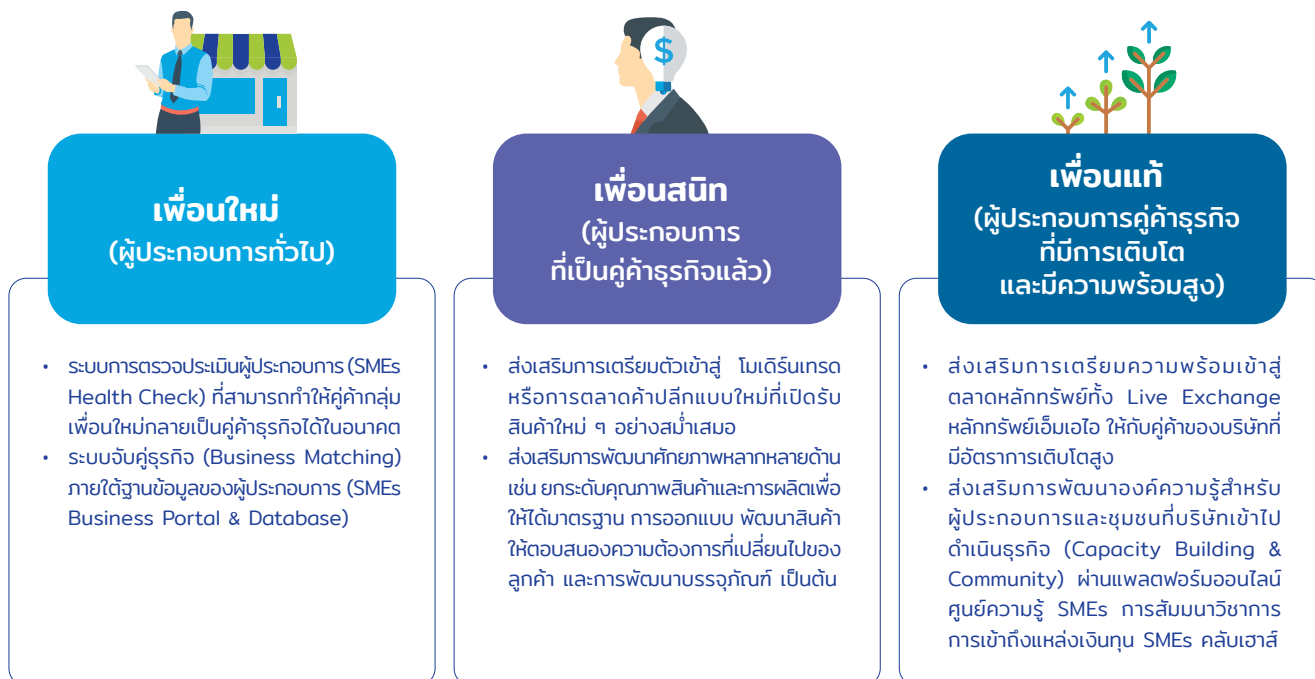 $
เพื่อนใหม่
(ผู้ประกอบการทั่วไป)
• ระบบการตรวจประเมินผู้ประกอบการ (SMEs
Health Check) ที่สามารถทำให้คู่ค้ากลุ่ม
เพื่อนใหม่กลายเป็นคู่ค้าธุรกิจได้ในอนาคต
• ระบบจับคู่ธุรกิจ (Business Matching)
ภายใต้ฐานข้อมูลของผู้ประกอบการ (SMEs
Business Portal & Database)
เพื่อนสนิท
(ผู้ประกอบการ
ที่เป็นคู่ค้าธุรกิจแล้ว)
• ส่งเสริมการเตรียมตัวเข้าสู่ โมเดิร์นเทรด
หรือการตลาดค้าปลีกแบบใหม่ที่เปิดรับ
สินค้าใหม่ ๆ อย่างสม่ำเสมอ
• ส่งเสริมการพัฒนาศักยภาพหลากหลายด้าน
เช่น ยกระดับคุณภาพสินค้าและการผลิตเพื่อ
ให้ได้มาตรฐาน การออกแบบ พัฒนาสินค้า
ให้ตอบสนองความต้องการที่เปลี่ยนไปของ
ลูกค้า และการพัฒนาบรรจุภัณฑ์ เป็นต้น
เพื่อนแท้
(ผู้ประกอบการคู่ค้าธุรกิจ
ที่มีการเติบโต
และมีความพร้อมสูง)
• ส่งเสริมการเตรียมความพร้อมเข้าสู่
ตลาดหลักทรัพย์ทั้ง Live Exchange
หลักทรัพย์เอ็มเอไอ ให้กับคู่ค้าของบริษัทที่
มีอัตราการเติบโตสูง
• ส่งเสริมการพัฒนาองค์ความรู้สำหรับ
ผู้ประกอบการและชุมชนที่บริษัทเข้าไป
ดำเนินธุรกิจ (Capacity Building &
Community) ผ่านแพลตฟอร์มออนไลน์
ศูนย์ความรู้ SMEs การสัมมนาวิชาการ
การเข้าถึงแหล่งเงินทุน SMEs คลับเฮาส์